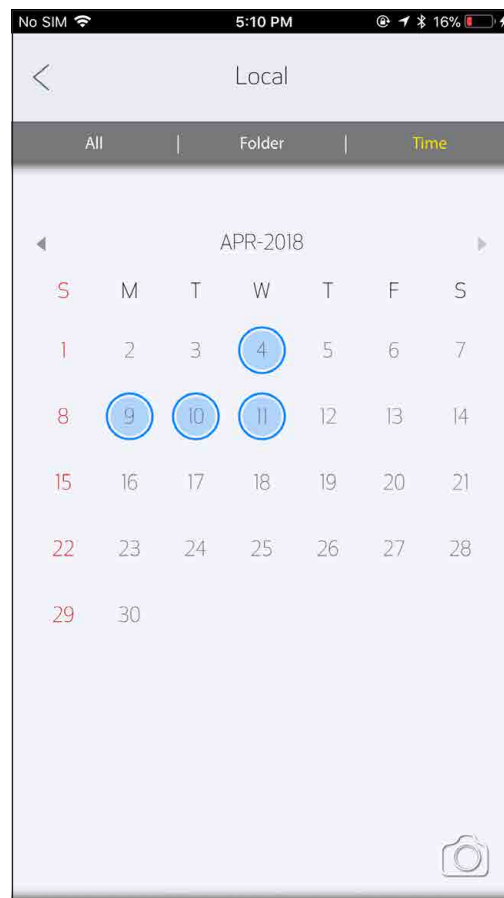 No SIM 5:10 PM 16%
Local
All | Folder | Time
APR-2018
S M T W T F S
1 2 3 4 5 6 7
8 9 10 11 12 13 14
15 16 17 18 19 20 21
22 23 24 25 26 27 28
29 30